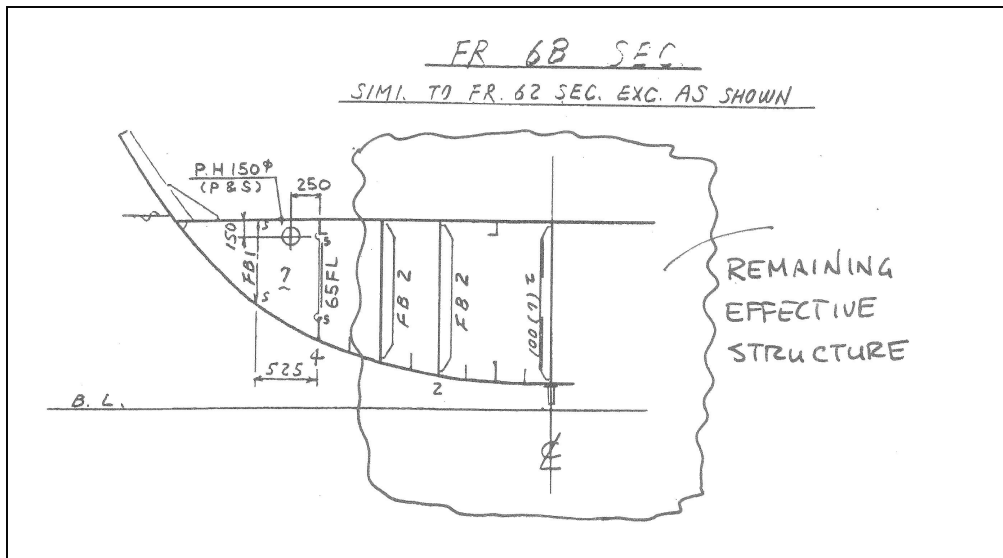 FR 68 SEC.
SIMI. TO FR. 62 SEC. EXC. AS SHOWN
P.H 150φ
(P & S)
250
150
S
S
FB1
7
65FL
FB 2
FB 2
100(7)
S
S
4
525
2
B. L.
℄
REMAINING
EFFECTIVE
STRUCTURE